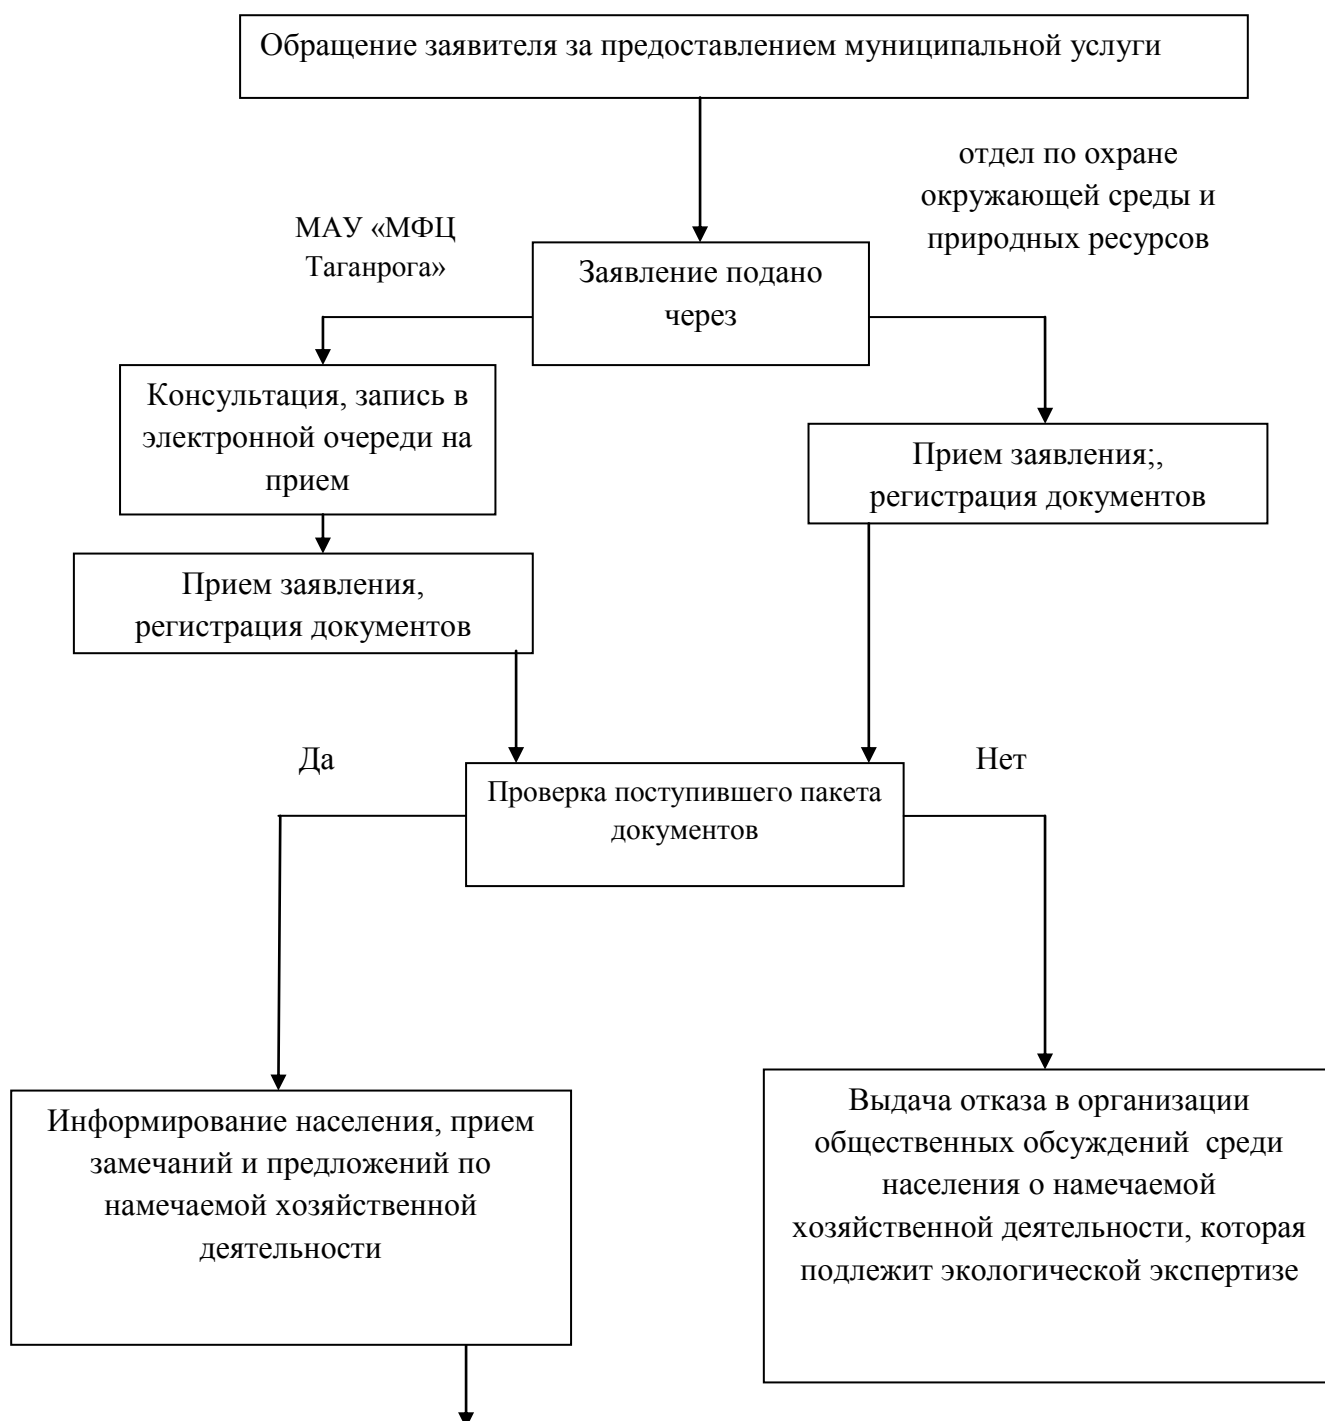 Обращение заявителя за предоставлением муниципальной услуги
отдел по охране
окружающей среды и
природных ресурсов
МАУ «МФЦ
Таганрога»
Заявление подано
через
Консультация, запись в
электронной очереди на
прием
Прием заявления;,
регистрация документов
Прием заявления,
регистрация документов
Да
Нет
Проверка поступившего пакета
документов
Информирование населения, прием
замечаний и предложений по
намечаемой хозяйственной
деятельности
Выдача отказа в организации
общественных обсуждений  среди
населения о намечаемой
хозяйственной деятельности, которая
подлежит экологической экспертизе